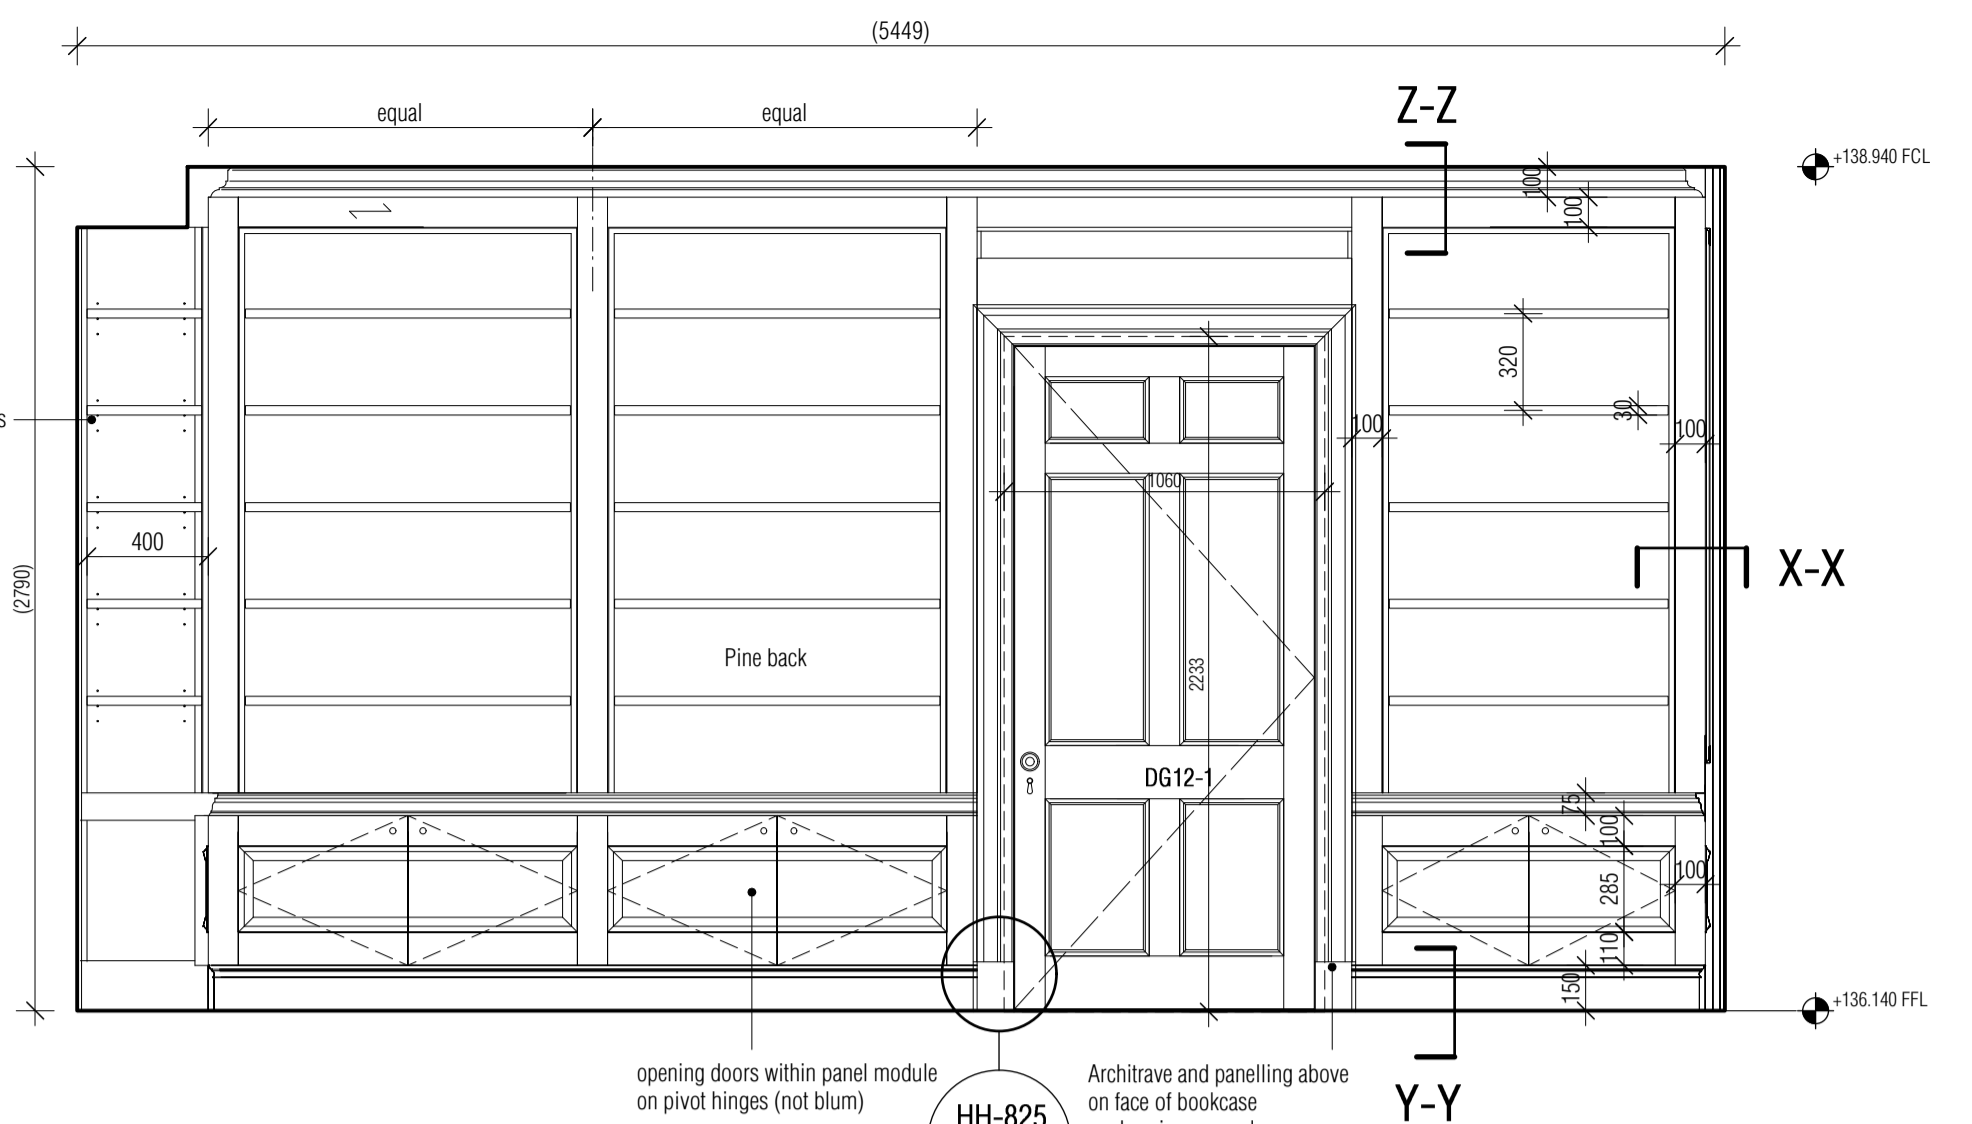 (5449)
equal
equal
Z-Z
+138.940 FCL
100
100
320
30
100
100
1060
400
X-X
(2790)
Pine back
2233
DG12-1
75
100
285
100
110
150
+136.140 FFL
opening doors within panel module
on pivot hinges (not blum)
HH-825
Architrave and panelling above
on face of bookcase
Y-Y